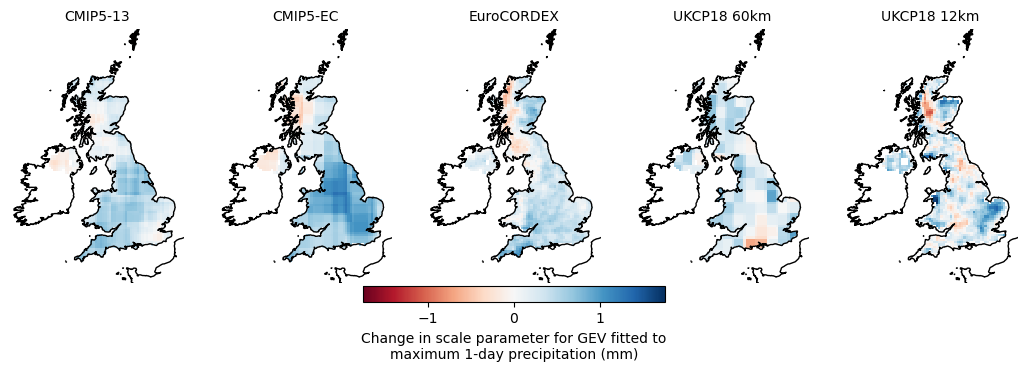 CMIP5-13 CMIP5-EC EuroCORDEX UKCP18 60km UKCP18 12km
−1 0 1
Change in scale parameter for GEV fitted to
maximum 1-day precipitation (mm)